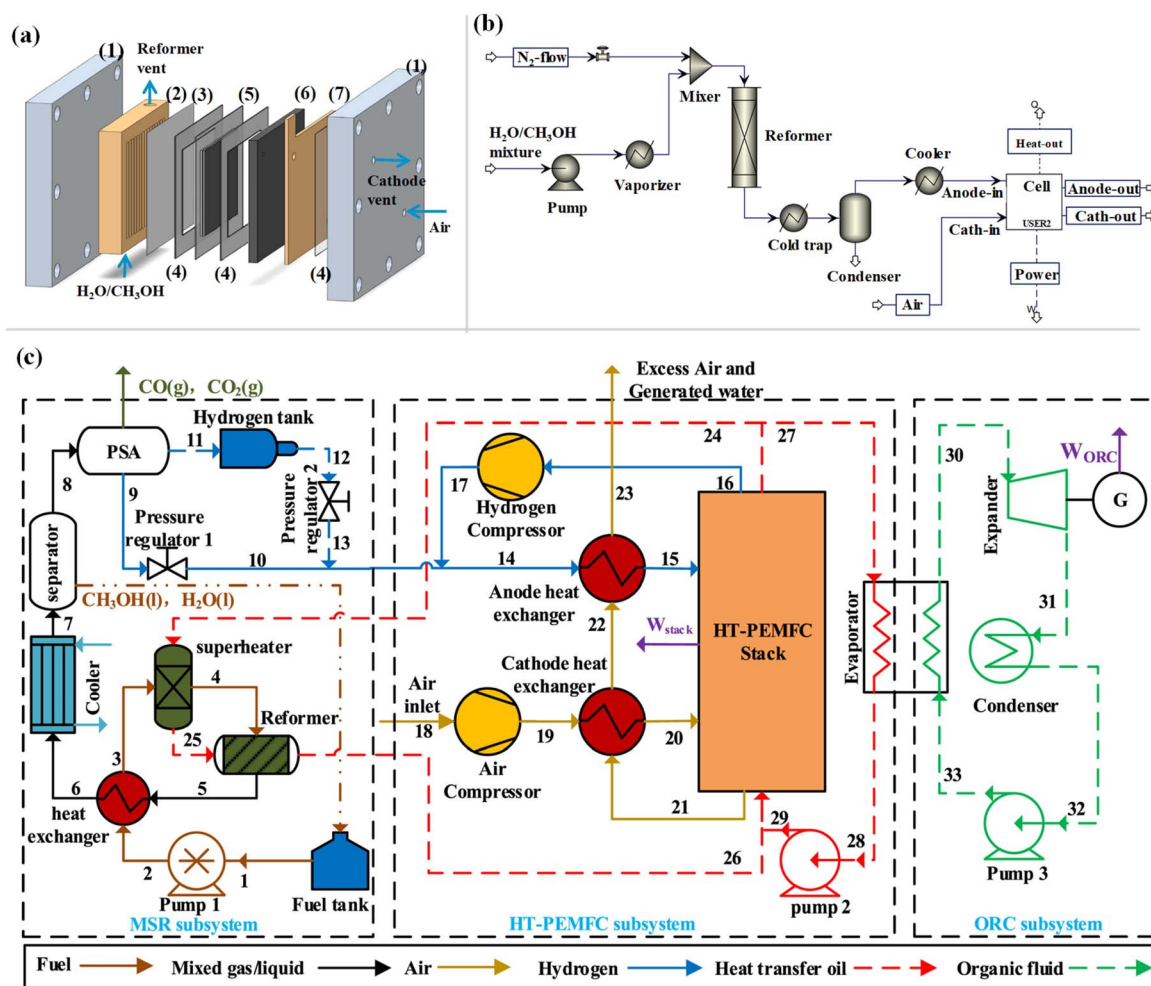 (a)
(1)
Reformer
vent
(2)
(3)
(5)
(6)
(7)
(1)
Cathode
vent
Air
(4)
(4)
(4)
H₂O/CH₃OH
(b)
N₂-flow
Mixer
H₂O/CH₃OH
mixture
Pump
Vaporizer
Reformer
Cold trap
Condenser
Cooler
Anode-in
Cath-in
Air
Q
Heat-out
Cell
USER2
Anode-out
Cath-out
Power
W
(c)
CO(g), CO₂(g)
Hydrogen tank
PSA
11
12
8
9
Pressure
regulator 1
Pressure
regulator 2
13
10
separator
CH₃OH(l), H₂O(l)
7
superheater
4
Cooler
Reformer
3
25
6
5
heat
exchanger
2
1
Pump 1
Fuel tank
MSR subsystem
Excess Air and
Generated water
24
27
23
17
16
Hydrogen
Compressor
14
15
Anode heat
exchanger
22
Wstack
HT-PEMFC
Stack
Cathode heat
exchanger
Air
inlet
18
19
20
Air
Compressor
21
29
28
26
pump 2
HT-PEMFC subsystem
Evaporator
30
WORC
Expander
G
31
Condenser
33
32
Pump 3
ORC subsystem
Fuel
Mixed gas/liquid
Air
Hydrogen
Heat transfer oil
Organic fluid